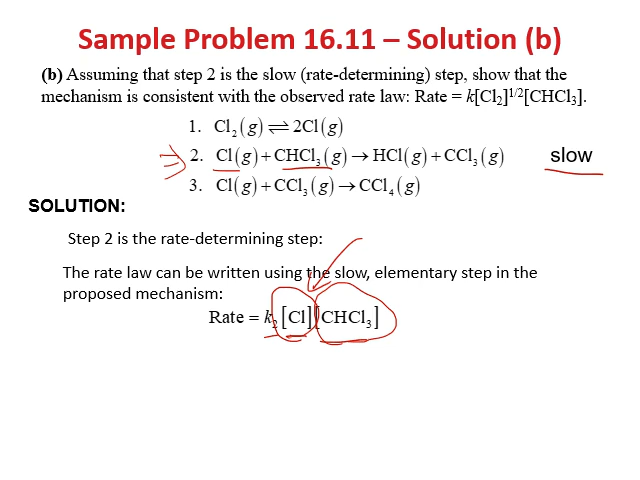 Sample Problem 16.11 – Solution (b)
(b) Assuming that step 2 is the slow (rate-determining) step, show that the
mechanism is consistent with the observed rate law: Rate = k[Cl₂]¹ᐟ²[CHCl₃].
1. Cl₂(g) ⇌ 2Cl(g)
2. Cl(g) + CHCl₃(g) → HCl(g) + CCl₃(g) slow
3. Cl(g) + CCl₃(g) → CCl₄(g)
SOLUTION:
Step 2 is the rate-determining step:
The rate law can be written using the slow, elementary step in the
proposed mechanism:
Rate = k₂[Cl][CHCl₃]